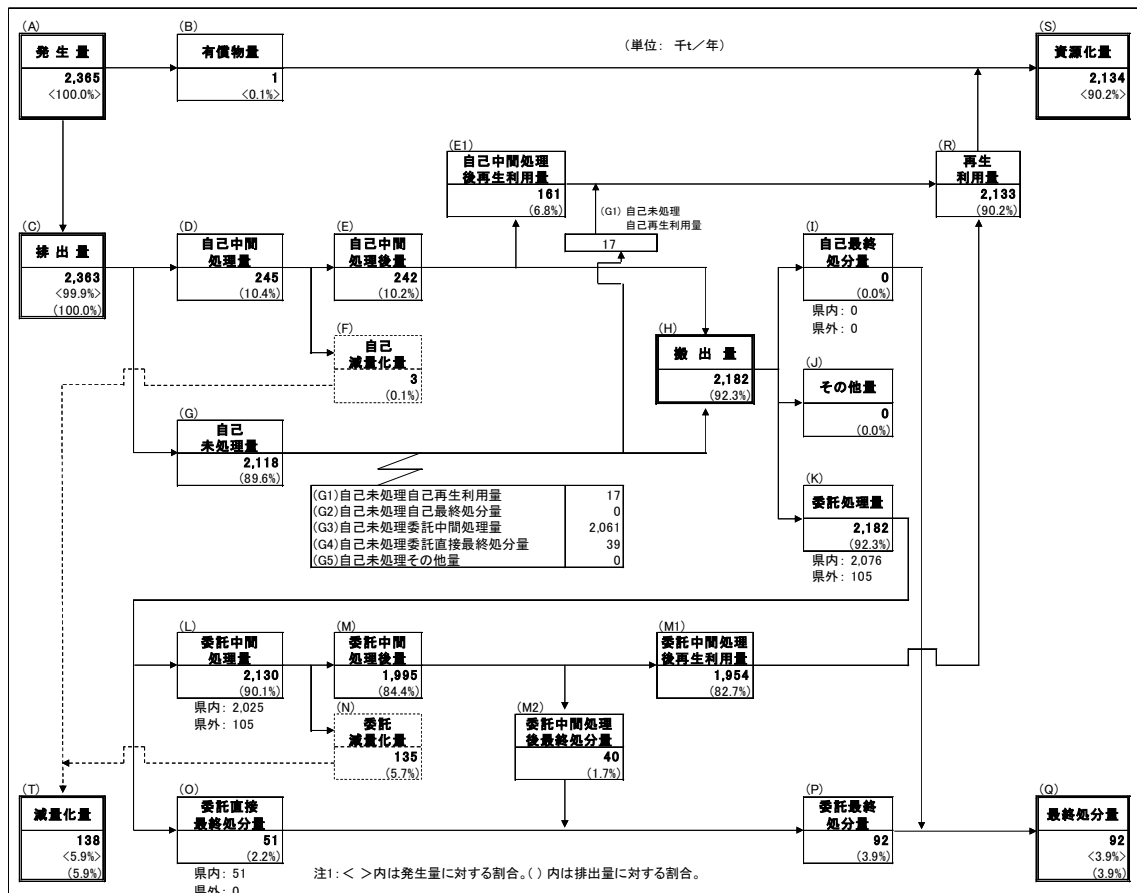 (A)
発 生 量
2,365
<100.0%>
(B)
有償物量
1
<0.1%>
(単位： 千t／年)
(S)
資源化量
2,134
<90.2%>
(E1)
自己中間処理
後再生利用量
161
(6.8%)
(G1) 自己未処理
自己再生利用量
17
(R)
再生
利用量
2,133
(90.2%)
(C)
排 出 量
2,363
<99.9%>
(100.0%)
(D)
自己中間
処理量
245
(10.4%)
(E)
自己中間
処理後量
242
(10.2%)
(F)
自己
減量化量
3
(0.1%)
(G)
自己
未処理量
2,118
(89.6%)
(G1)自己未処理自己再生利用量 17
(G2)自己未処理自己最終処分量 0
(G3)自己未処理委託中間処理量 2,061
(G4)自己未処理委託直接最終処分量 39
(G5)自己未処理その他量 0
(H)
搬 出 量
2,182
(92.3%)
(I)
自己最終
処分量
0
(0.0%)
県内： 0
県外： 0
(J)
その他量
0
(0.0%)
(K)
委託処理量
2,182
(92.3%)
県内： 2,076
県外： 105
(L)
委託中間
処理量
2,130
(90.1%)
県内： 2,025
県外： 105
(M)
委託中間
処理後量
1,995
(84.4%)
(N)
委託
減量化量
135
(5.7%)
(M1)
委託中間処理
後再生利用量
1,954
(82.7%)
(M2)
委託中間処理
後最終処分量
40
(1.7%)
(T)
減量化量
138
<5.9%>
(5.9%)
(O)
委託直接
最終処分量
51
(2.2%)
県内： 51
県外： 0
(P)
委託最終
処分量
92
(3.9%)
(Q)
最終処分量
92
<3.9%>
(3.9%)
注1：< >内は発生量に対する割合。( ) 内は排出量に対する割合。